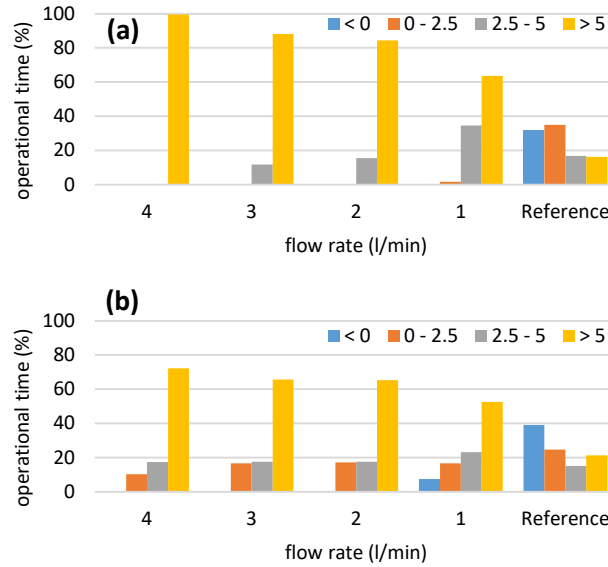 (a)
< 0 0 - 2.5 2.5 - 5 > 5
operational time (%)
100
80
60
40
20
0
4 3 2 1 Reference
flow rate (l/min)
(b)
< 0 0 - 2.5 2.5 - 5 > 5
operational time (%)
100
80
60
40
20
0
4 3 2 1 Reference
flow rate (l/min)